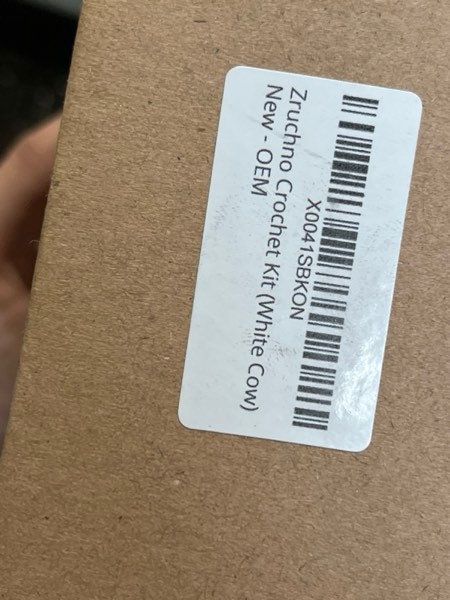 X0041SBKON
Zruchno Crochet Kit (White Cow)
New - OEM